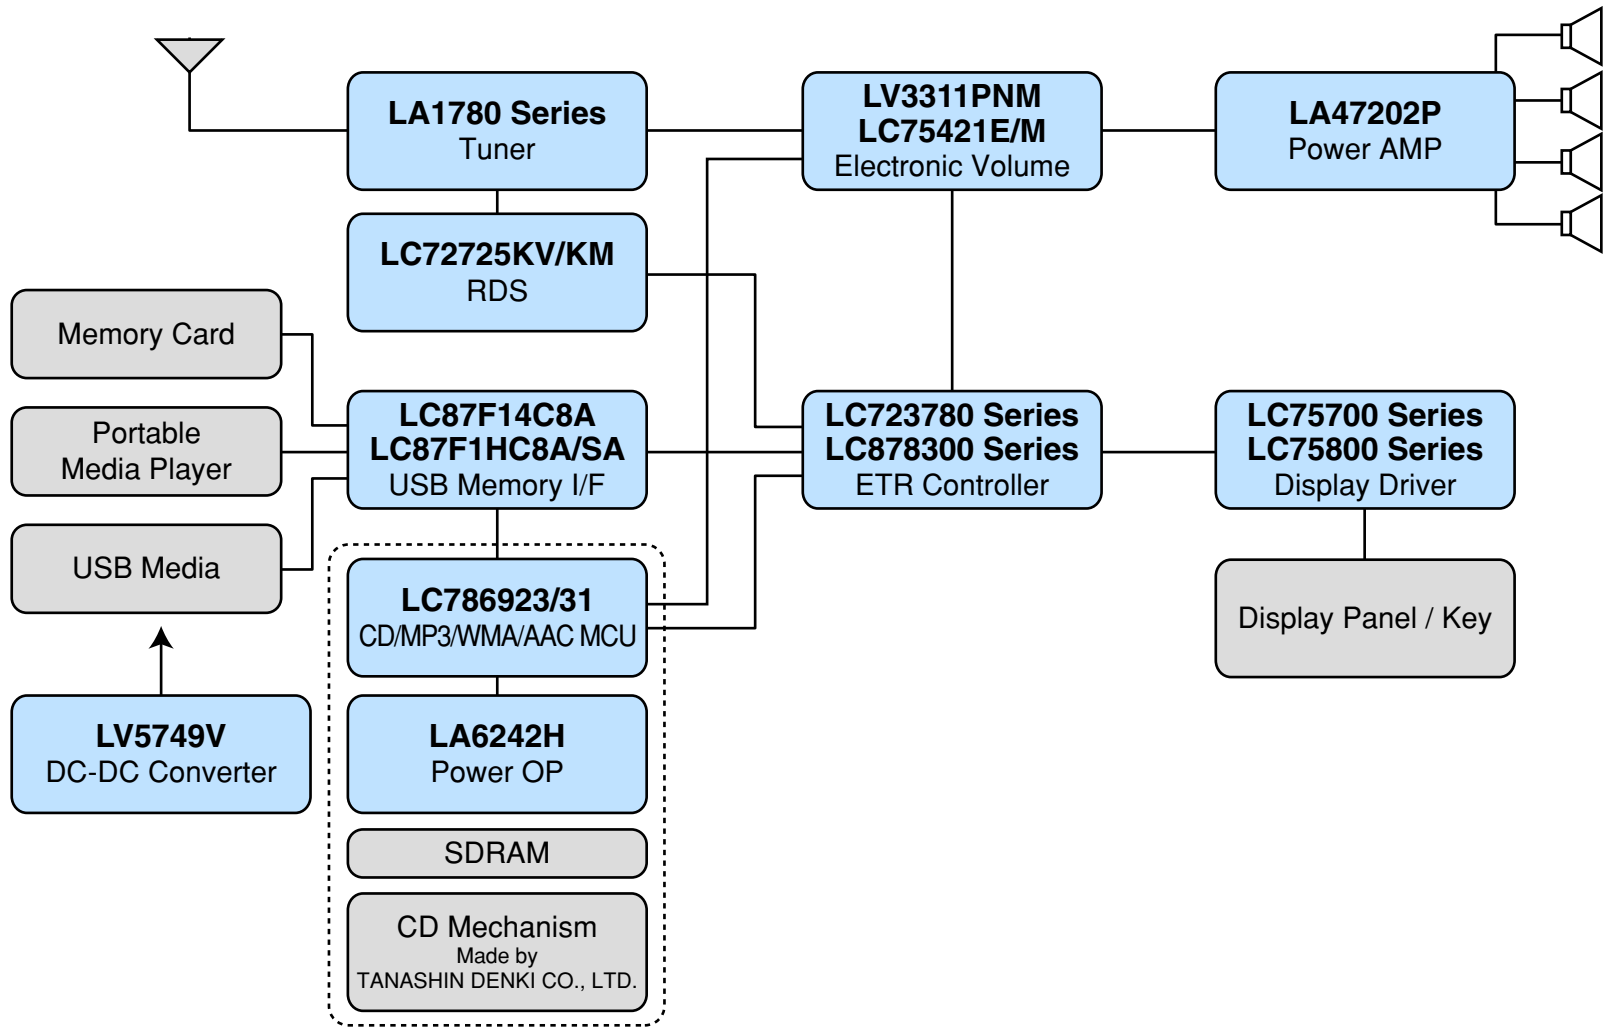 LA1780 Series
Tuner
LV3311PNM
LC75421E/M
Electronic Volume
LA47202P
Power AMP
LC72725KV/KM
RDS
Memory Card
Portable
Media Player
USB Media
LC87F14C8A
LC87F1HC8A/SA
USB Memory I/F
LC723780 Series
LC878300 Series
ETR Controller
LC75700 Series
LC75800 Series
Display Driver
LC786923/31
CD/MP3/WMA/AAC MCU
Display Panel / Key
LV5749V
DC-DC Converter
LA6242H
Power OP
SDRAM
CD Mechanism
Made by
TANASHIN DENKI CO., LTD.